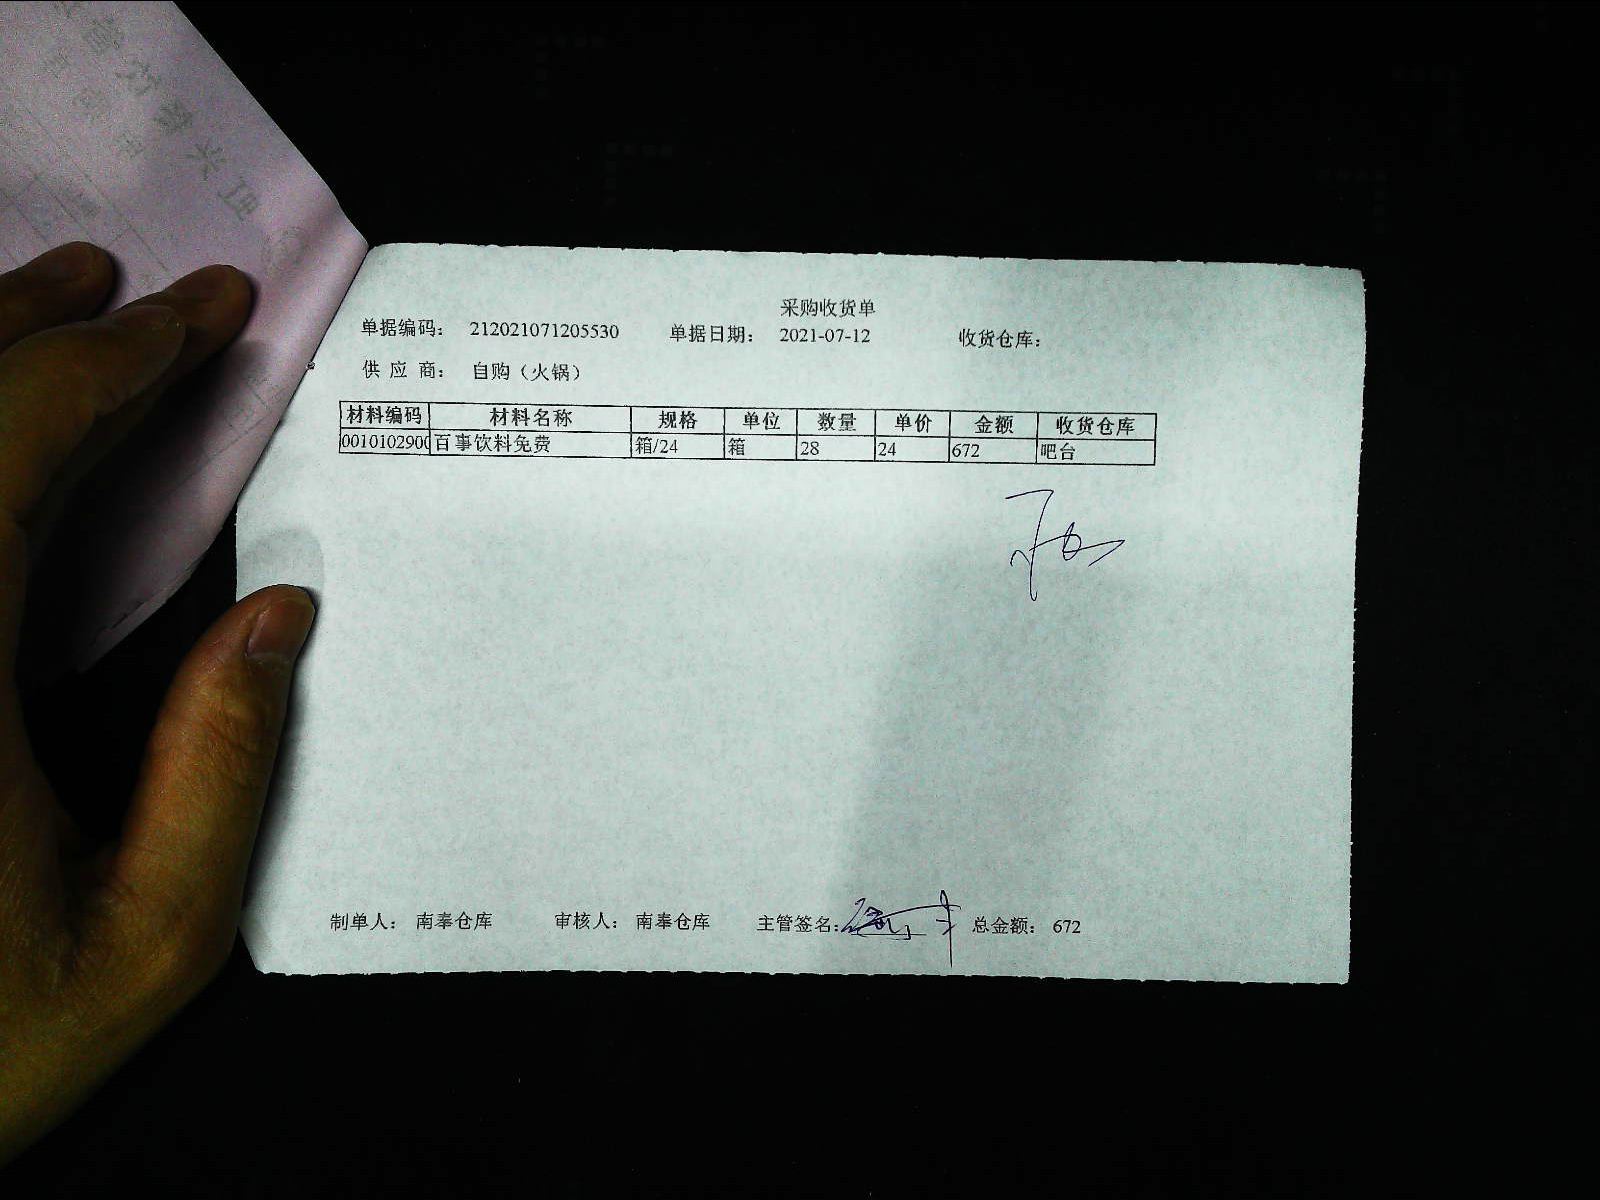 采购收货单
单据编码： 212021071205530 单据日期： 2021-07-12 收货仓库：
供 应 商： 自购（火锅）
材料编码 材料名称 规格 单位 数量 单价 金额 收货仓库
0010102900 百事饮料免费 箱/24 箱 28 24 672 吧台
制单人： 南奉仓库 审核人： 南奉仓库 主管签名： 总金额： 672